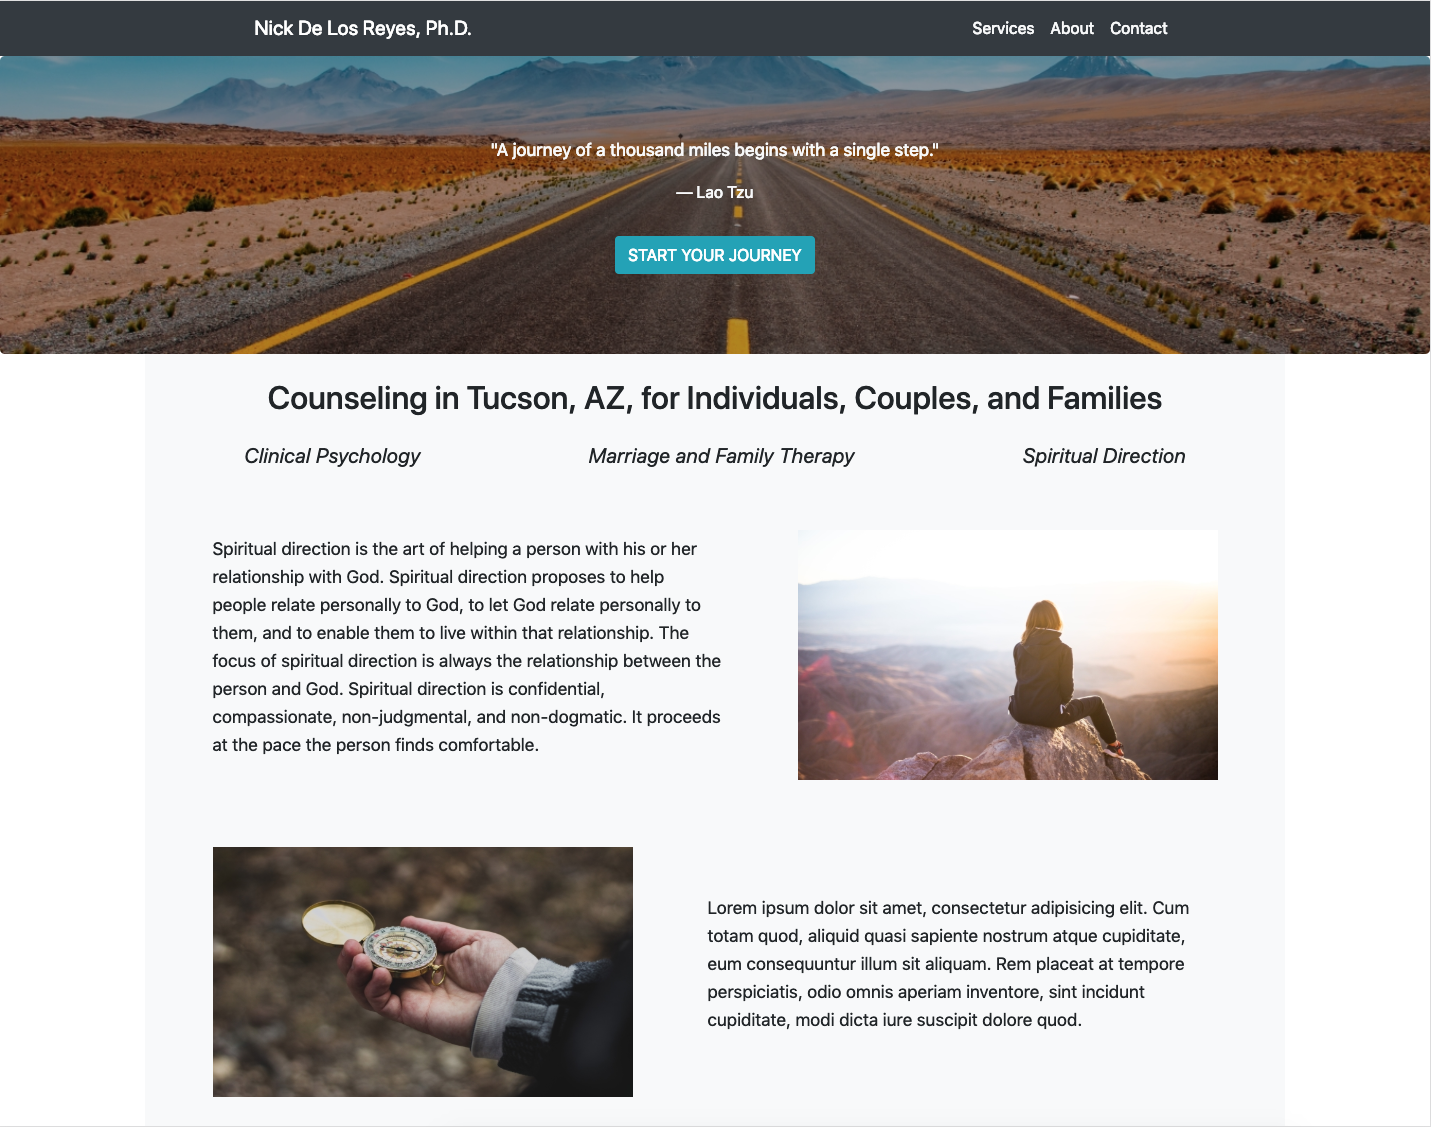 Nick De Los Reyes, Ph.D.
Services About Contact
"A journey of a thousand miles begins with a single step."
— Lao Tzu
START YOUR JOURNEY
Counseling in Tucson, AZ, for Individuals, Couples, and Families
Clinical Psychology
Marriage and Family Therapy
Spiritual Direction
Spiritual direction is the art of helping a person with his or her
relationship with God. Spiritual direction proposes to help
people relate personally to God, to let God relate personally to
them, and to enable them to live within that relationship. The
focus of spiritual direction is always the relationship between the
person and God. Spiritual direction is confidential,
compassionate, non-judgmental, and non-dogmatic. It proceeds
at the pace the person finds comfortable.
Lorem ipsum dolor sit amet, consectetur adipisicing elit. Cum
totam quod, aliquid quasi sapiente nostrum atque cupiditate,
eum consequuntur illum sit aliquam. Rem placeat at tempore
perspiciatis, odio omnis aperiam inventore, sint incidunt
cupiditate, modi dicta iure suscipit dolore quod.